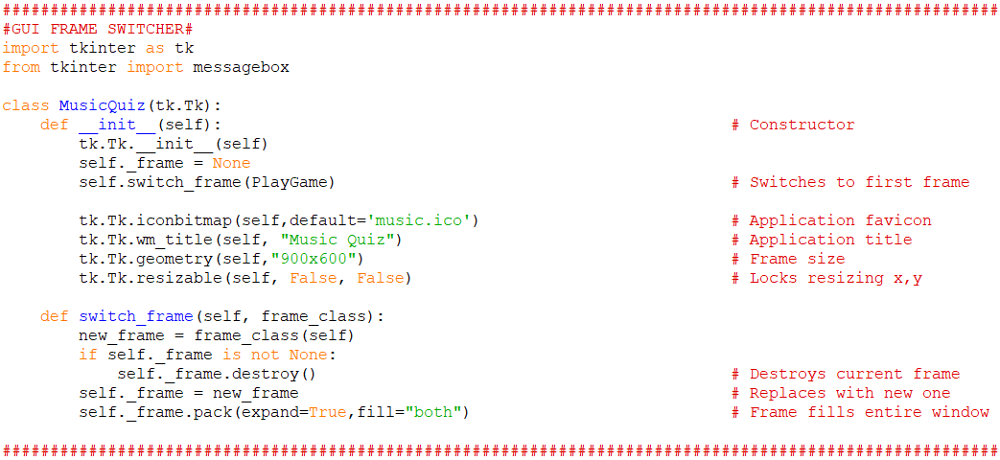 ########################################################################################################
#GUI FRAME SWITCHER#
import tkinter as tk
from tkinter import messagebox

class MusicQuiz(tk.Tk):
    def __init__(self):                                                     # Constructor
        tk.Tk.__init__(self)
        self._frame = None
        self.switch_frame(PlayGame)                                         # Switches to first frame

        tk.Tk.iconbitmap(self,default='music.ico')                          # Application favicon
        tk.Tk.wm_title(self, "Music Quiz")                                  # Application title
        tk.Tk.geometry(self,"900x600")                                      # Frame size
        tk.Tk.resizable(self, False, False)                                 # Locks resizing x,y

    def switch_frame(self, frame_class):
        new_frame = frame_class(self)
        if self._frame is not None:
            self._frame.destroy()                                           # Destroys current frame
        self._frame = new_frame                                             # Replaces with new one
        self._frame.pack(expand=True,fill="both")                           # Frame fills entire window

########################################################################################################